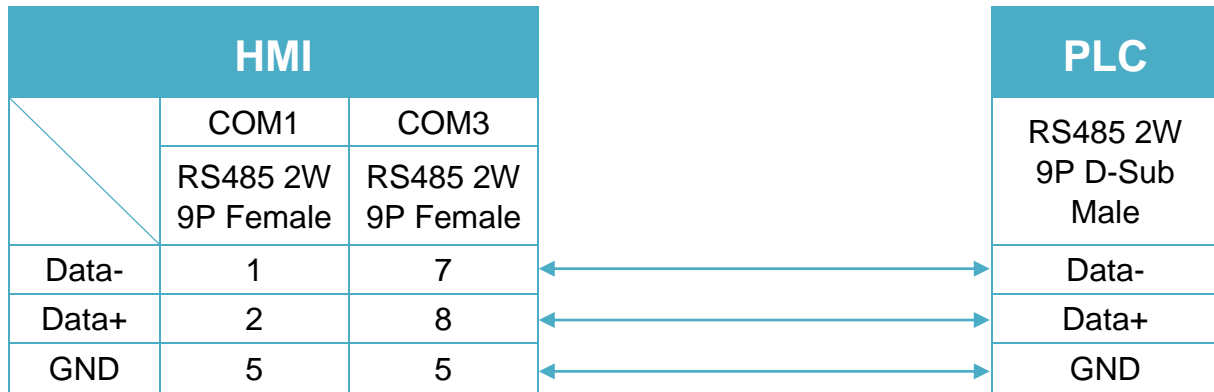 HMI PLC
COM1 COM3
RS485 2W RS485 2W RS485 2W
9P Female 9P Female 9P D-Sub
Male
Data- 1 7 Data-
Data+ 2 8 Data+
GND 5 5 GND